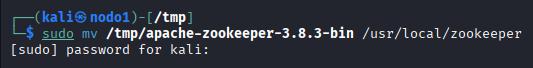 ┌──(kali㉿nodo1)-[/tmp]
└─$ sudo mv /tmp/apache-zookeeper-3.8.3-bin /usr/local/zookeeper
[sudo] password for kali: